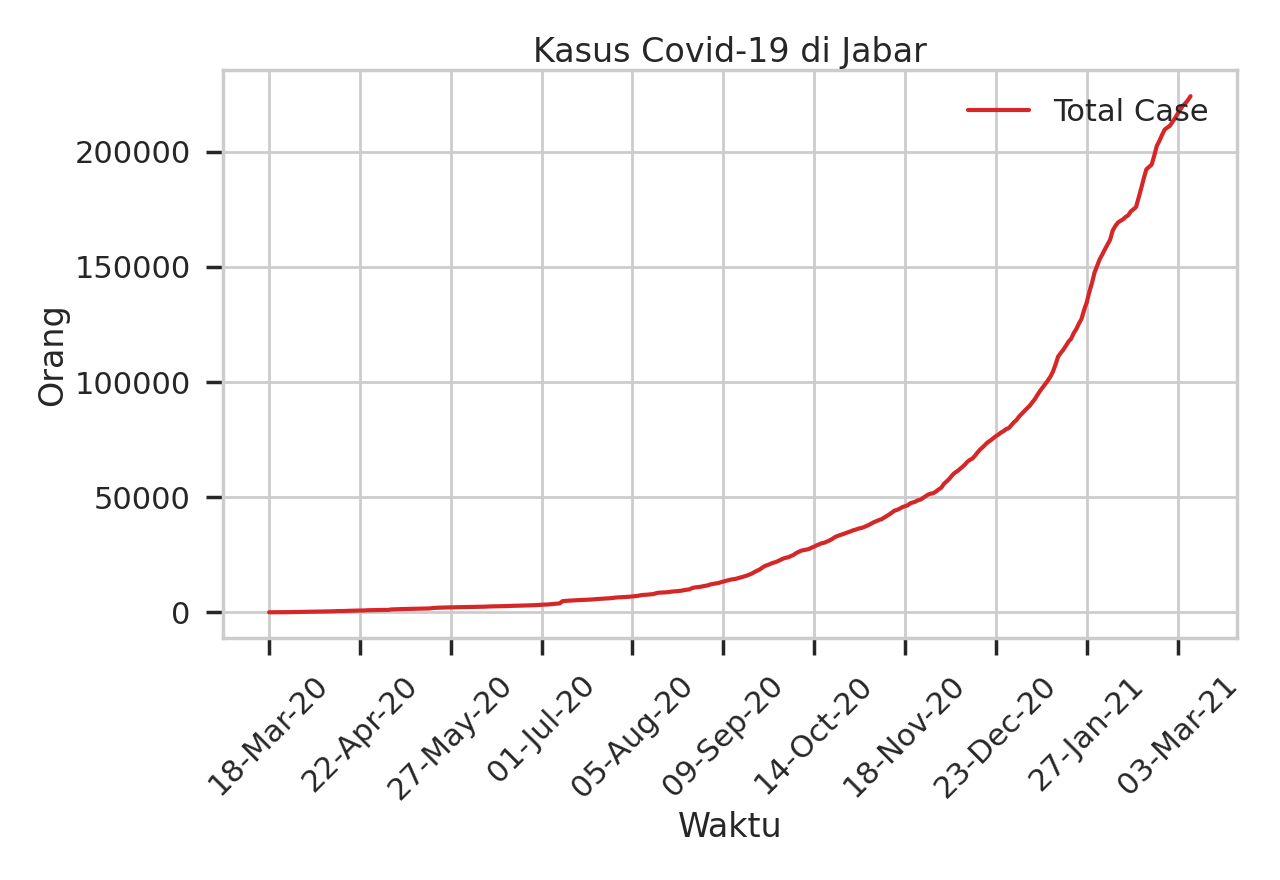 Kasus Covid-19 di Jabar
Total Case
Orang
200000
150000
100000
50000
0
18-Mar-20
22-Apr-20
27-May-20
01-Jul-20
05-Aug-20
09-Sep-20
14-Oct-20
18-Nov-20
23-Dec-20
27-Jan-21
03-Mar-21
Waktu